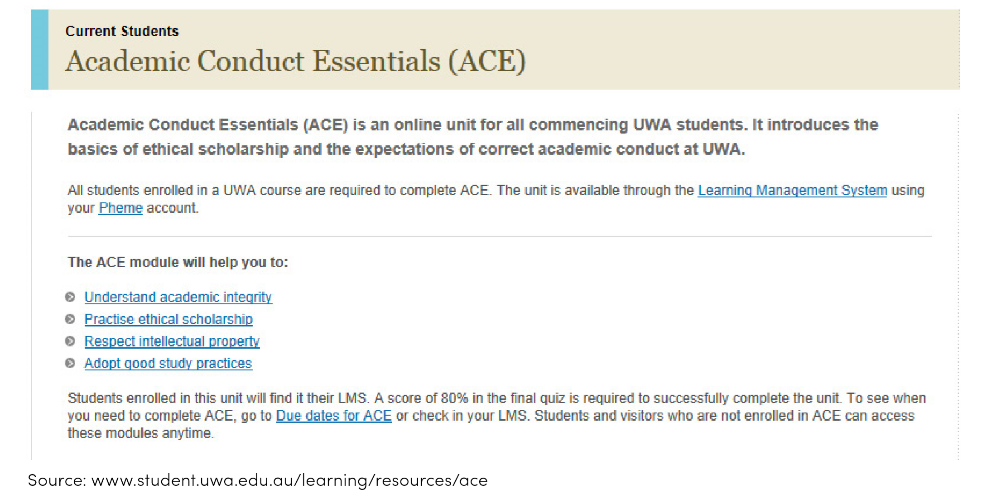 Current Students
Academic Conduct Essentials (ACE)
Academic Conduct Essentials (ACE) is an online unit for all commencing UWA students. It introduces the
basics of ethical scholarship and the expectations of correct academic conduct at UWA.
All students enrolled in a UWA course are required to complete ACE. The unit is available through the Learning Management System using
your Pheme account.
The ACE module will help you to:
Understand academic integrity
Practise ethical scholarship
Respect intellectual property
Adopt good study practices
Students enrolled in this unit will find it their LMS. A score of 80% in the final quiz is required to successfully complete the unit. To see when
you need to complete ACE, go to Due dates for ACE or check in your LMS. Students and visitors who are not enrolled in ACE can access
these modules anytime.
Source: www.student.uwa.edu.au/learning/resources/ace